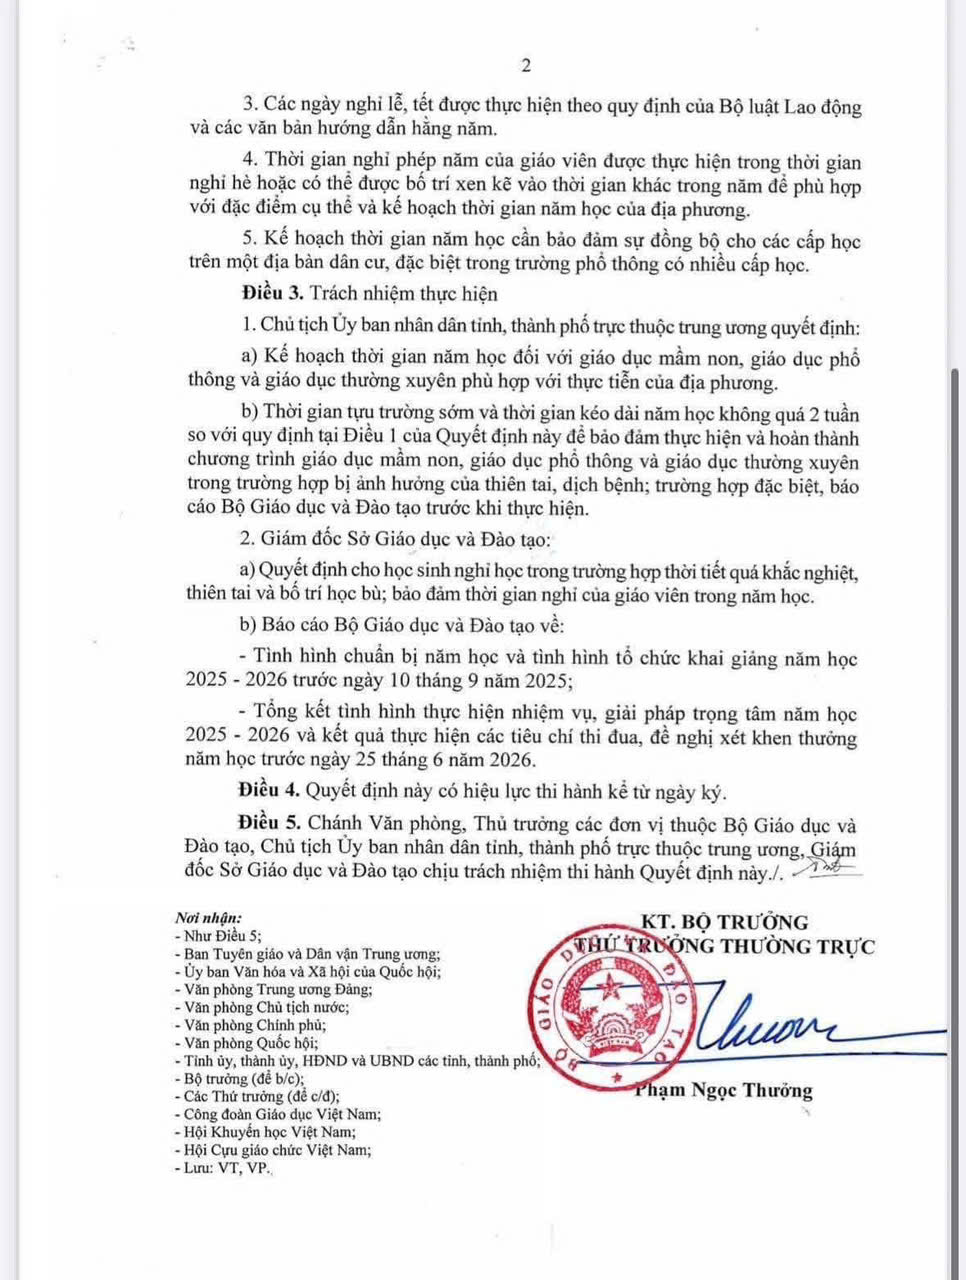 2
3. Các ngày nghỉ lễ, tết được thực hiện theo quy định của Bộ luật Lao động
và các văn bản hướng dẫn hằng năm.
4. Thời gian nghỉ phép năm của giáo viên được thực hiện trong thời gian
nghỉ hè hoặc có thể được bố trí xen kẽ vào thời gian khác trong năm để phù hợp
với đặc điểm cụ thể và kế hoạch thời gian năm học của địa phương.
5. Kế hoạch thời gian năm học cần bảo đảm sự đồng bộ cho các cấp học
trên một địa bàn dân cư, đặc biệt trong trường phổ thông có nhiều cấp học.
Điều 3. Trách nhiệm thực hiện
1. Chủ tịch Ủy ban nhân dân tỉnh, thành phố trực thuộc trung ương quyết định:
a) Kế hoạch thời gian năm học đối với giáo dục mầm non, giáo dục phổ
thông và giáo dục thường xuyên phù hợp với thực tiễn của địa phương.
b) Thời gian tựu trường sớm và thời gian kéo dài năm học không quá 2 tuần
so với quy định tại Điều 1 của Quyết định này để bảo đảm thực hiện và hoàn thành
chương trình giáo dục mầm non, giáo dục phổ thông và giáo dục thường xuyên
trong trường hợp bị ảnh hưởng của thiên tai, dịch bệnh; trường hợp đặc biệt, báo
cáo Bộ Giáo dục và Đào tạo trước khi thực hiện.
2. Giám đốc Sở Giáo dục và Đào tạo:
a) Quyết định cho học sinh nghỉ học trong trường hợp thời tiết quá khắc nghiệt,
thiên tai và bố trí học bù; bảo đảm thời gian nghỉ của giáo viên trong năm học.
b) Báo cáo Bộ Giáo dục và Đào tạo về:
- Tình hình chuẩn bị năm học và tình hình tổ chức khai giảng năm học
2025 - 2026 trước ngày 10 tháng 9 năm 2025;
- Tổng kết tình hình thực hiện nhiệm vụ, giải pháp trọng tâm năm học
2025 - 2026 và kết quả thực hiện các tiêu chí thi đua, đề nghị xét khen thưởng
năm học trước ngày 25 tháng 6 năm 2026.
Điều 4. Quyết định này có hiệu lực thi hành kể từ ngày ký.
Điều 5. Chánh Văn phòng, Thủ trưởng các đơn vị thuộc Bộ Giáo dục và
Đào tạo, Chủ tịch Ủy ban nhân dân tỉnh, thành phố trực thuộc trung ương, Giám
đốc Sở Giáo dục và Đào tạo chịu trách nhiệm thi hành Quyết định này./.
Nơi nhận:
- Như Điều 5;
- Ban Tuyên giáo và Dân vận Trung ương;
- Ủy ban Văn hóa và Xã hội của Quốc hội;
- Văn phòng Trung ương Đảng;
- Văn phòng Chủ tịch nước;
- Văn phòng Chính phủ;
- Văn phòng Quốc hội;
- Tỉnh ủy, thành ủy, HĐND và UBND các tỉnh, thành phố;
- Bộ trưởng (để b/c);
- Các Thứ trưởng (để c/đ);
- Công đoàn Giáo dục Việt Nam;
- Hội Khuyến học Việt Nam;
- Hội Cựu giáo chức Việt Nam;
- Lưu: VT, VP.
KT. BỘ TRƯỞNG
THỨ TRƯỞNG THƯỜNG TRỰC
BỘ GIÁO DỤC VÀ ĐÀO TẠO
Phạm Ngọc Thưởng